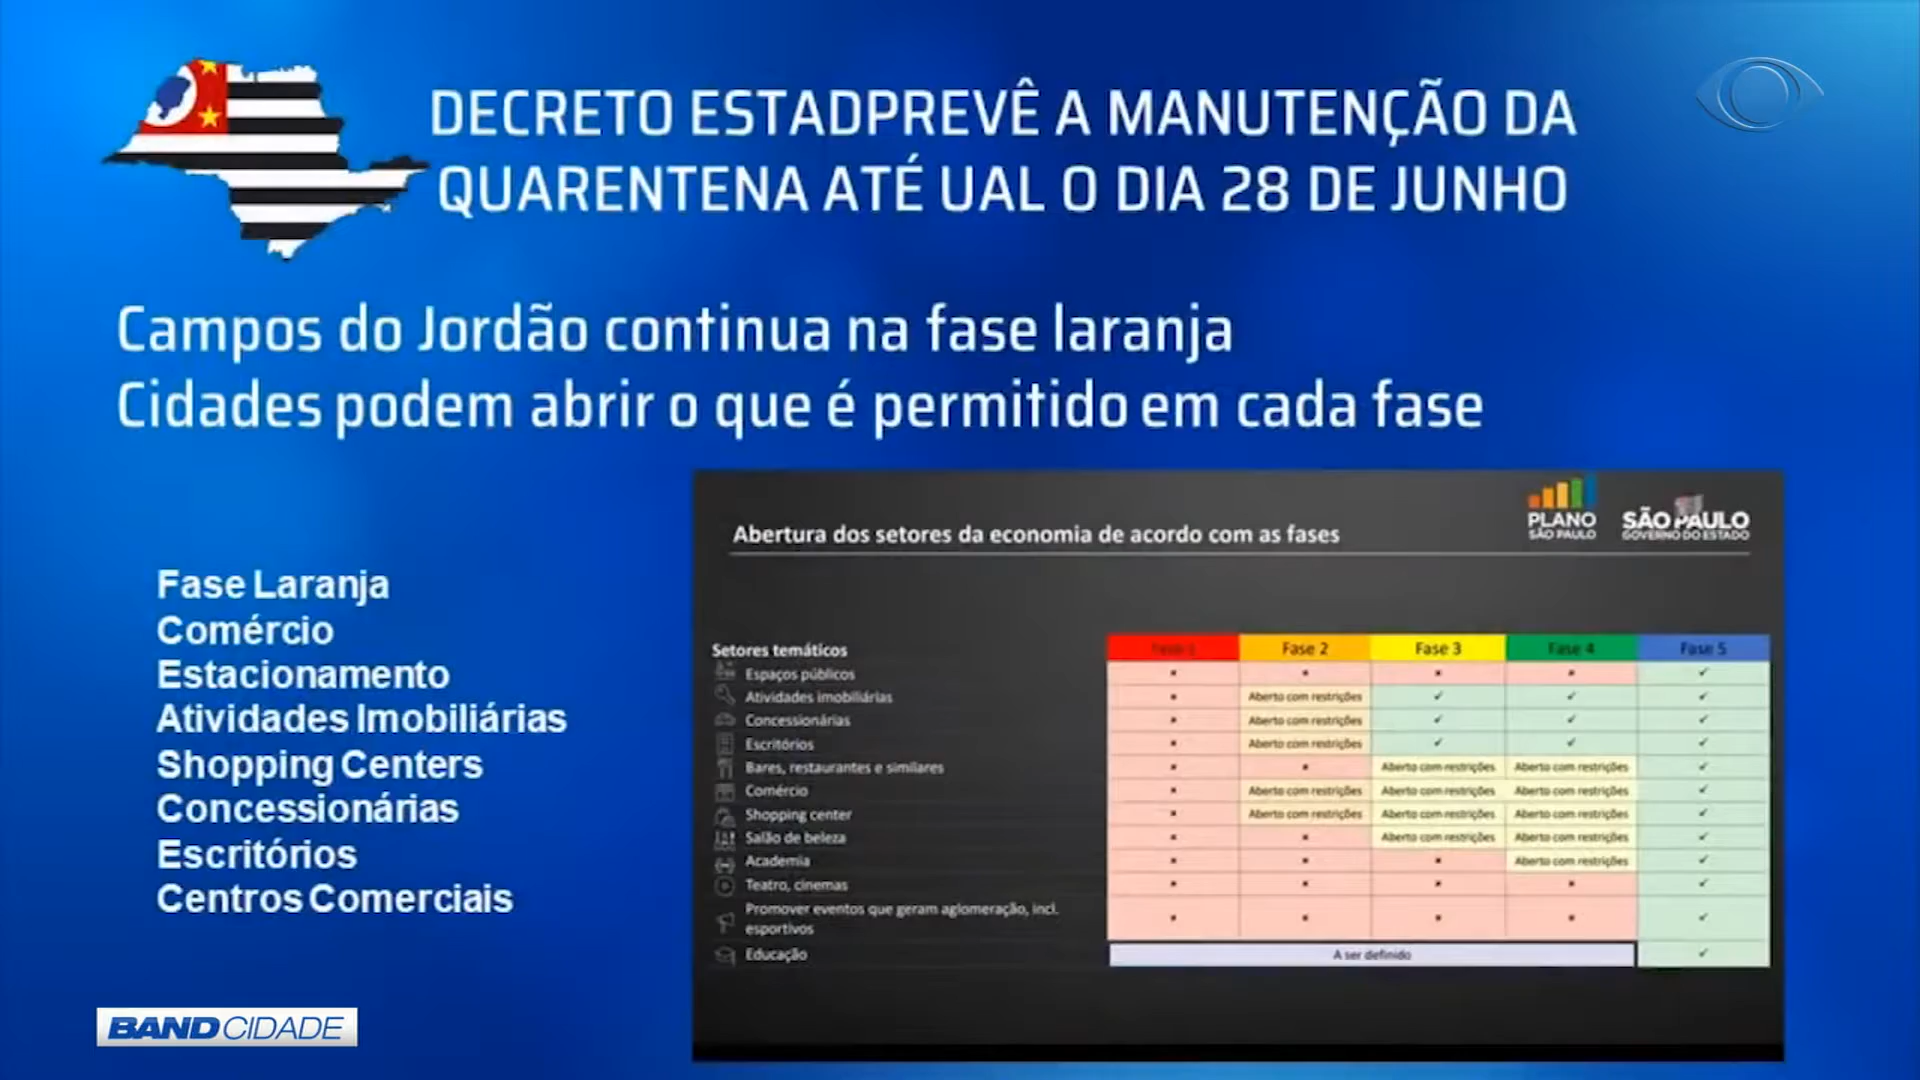 DECRETO ESTADPREVÊ A MANUTENÇÃO DA
QUARENTENA ATÉ UAL O DIA 28 DE JUNHO
Campos do Jordão continua na fase laranja
Cidades podem abrir o que é permitido em cada fase
Fase Laranja
Comércio
Estacionamento
Atividades Imobiliárias
Shopping Centers
Concessionárias
Escritórios
Centros Comerciais
Abertura dos setores da economia de acordo com as fases
PLANO
SÃO PAULO
SÃO PAULO
GOVERNO DO ESTADO
Setores temáticos Fase 1 Fase 2 Fase 3 Fase 4 Fase 5
Espaços públicos
Atividades imobiliárias Aberto com restrições
Concessionárias Aberto com restrições
Escritórios Aberto com restrições
Bares, restaurantes e similares Aberto com restrições Aberto com restrições
Comércio Aberto com restrições Aberto com restrições Aberto com restrições
Shopping center Aberto com restrições Aberto com restrições Aberto com restrições
Salão de beleza Aberto com restrições Aberto com restrições
Academia Aberto com restrições
Teatro, cinemas
Promover eventos que geram aglomeração, incl.
esportivos
Educação A ser definido
BAND CIDADE